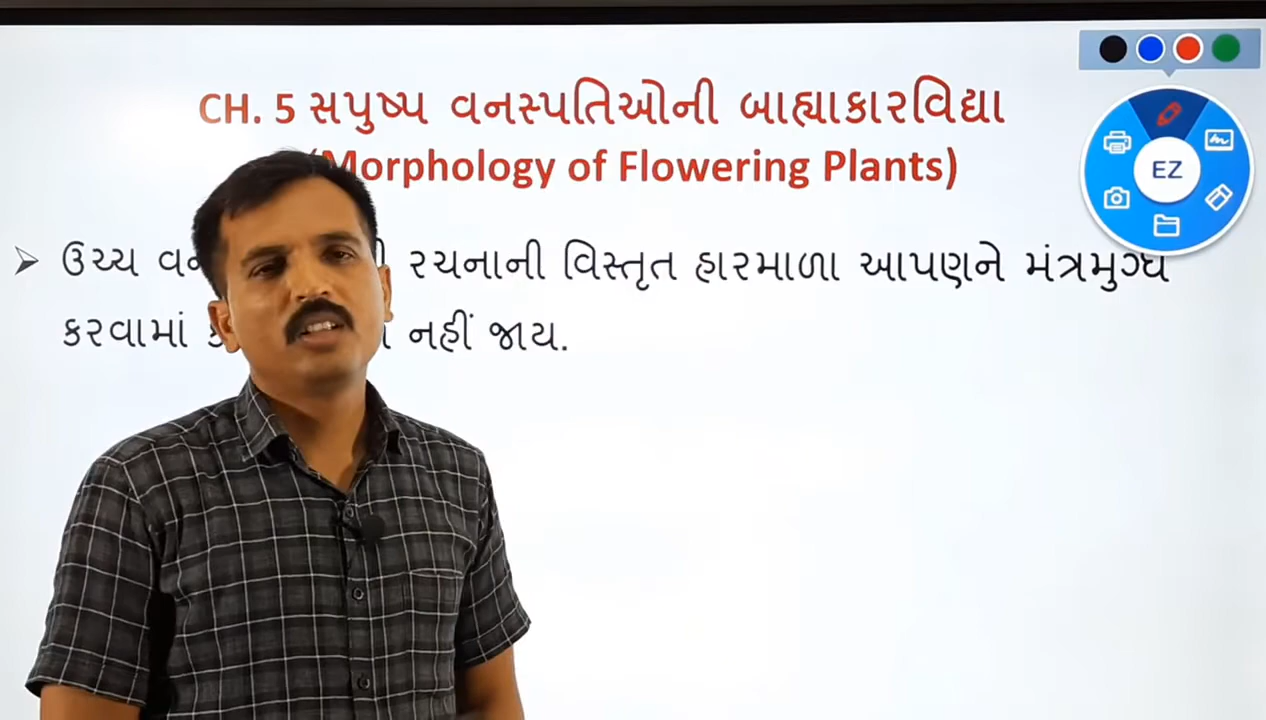 CH. 5 સપુષ્પ વનસ્પતિઓની બાહ્યાકારવિદ્યા
(Morphology of Flowering Plants)
EZ
ઉચ્ચ રચનાની વિસ્તૃત હારમાળા આપણને મંત્રમુગ્ધ
કરવામાં નહીં જાય.